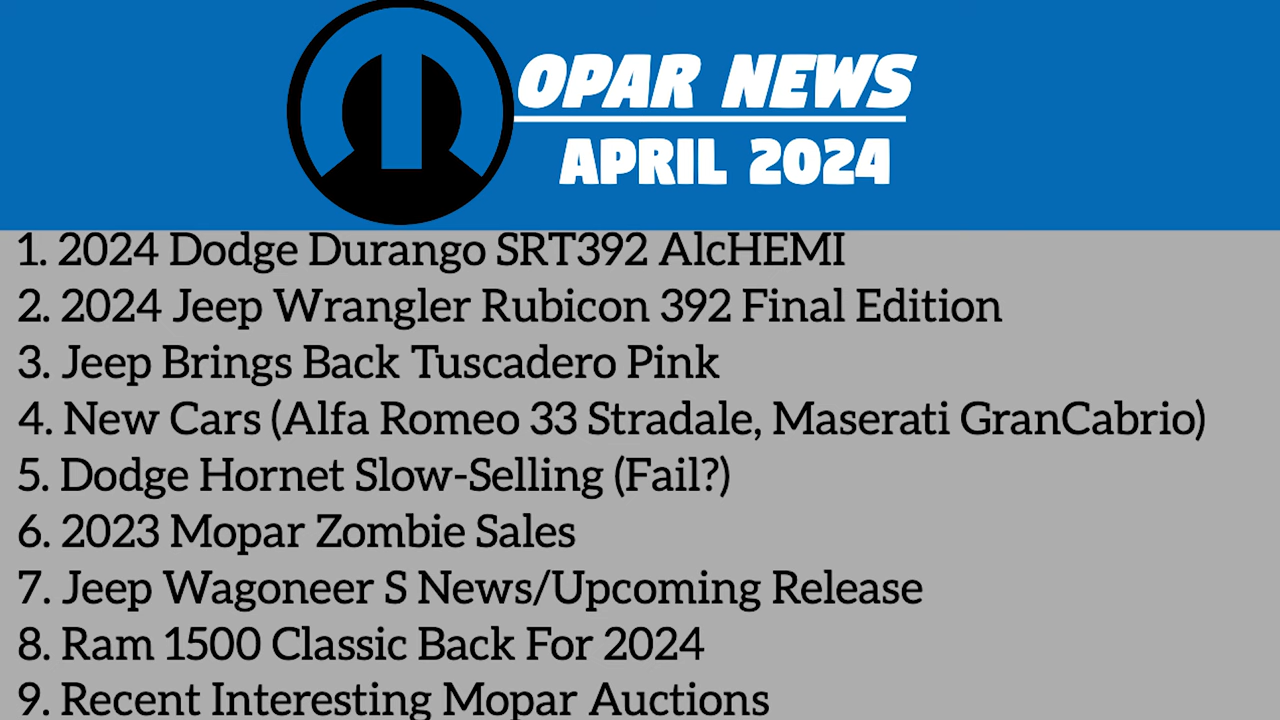 OPAR NEWS
APRIL 2024
1. 2024 Dodge Durango SRT392 AlcHEMI
2. 2024 Jeep Wrangler Rubicon 392 Final Edition
3. Jeep Brings Back Tuscadero Pink
4. New Cars (Alfa Romeo 33 Stradale, Maserati GranCabrio)
5. Dodge Hornet Slow-Selling (Fail?)
6. 2023 Mopar Zombie Sales
7. Jeep Wagoneer S News/Upcoming Release
8. Ram 1500 Classic Back For 2024
9. Recent Interesting Mopar Auctions